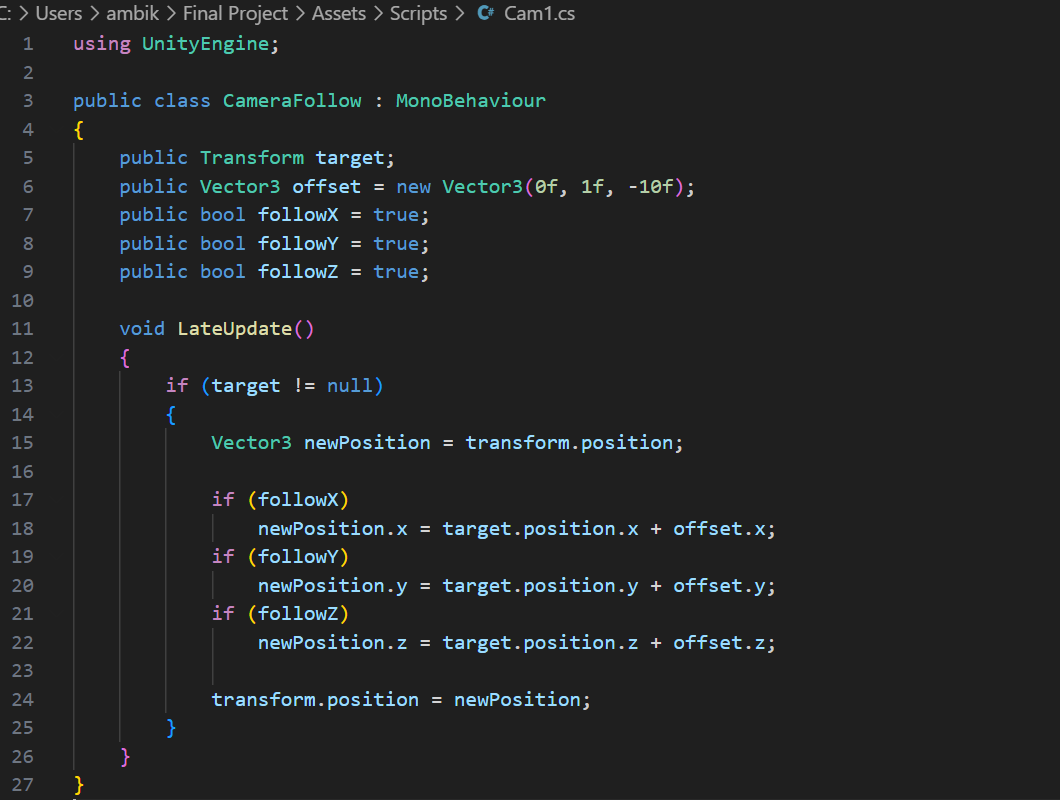 C: > Users > ambik > Final Project > Assets > Scripts > C# Cam1.cs
1 using UnityEngine;
2
3 public class CameraFollow : MonoBehaviour
4 {
5     public Transform target;
6     public Vector3 offset = new Vector3(0f, 1f, -10f);
7     public bool followX = true;
8     public bool followY = true;
9     public bool followZ = true;
10
11     void LateUpdate()
12     {
13         if (target != null)
14         {
15             Vector3 newPosition = transform.position;
16
17             if (followX)
18                 newPosition.x = target.position.x + offset.x;
19             if (followY)
20                 newPosition.y = target.position.y + offset.y;
21             if (followZ)
22                 newPosition.z = target.position.z + offset.z;
23
24             transform.position = newPosition;
25         }
26     }
27 }